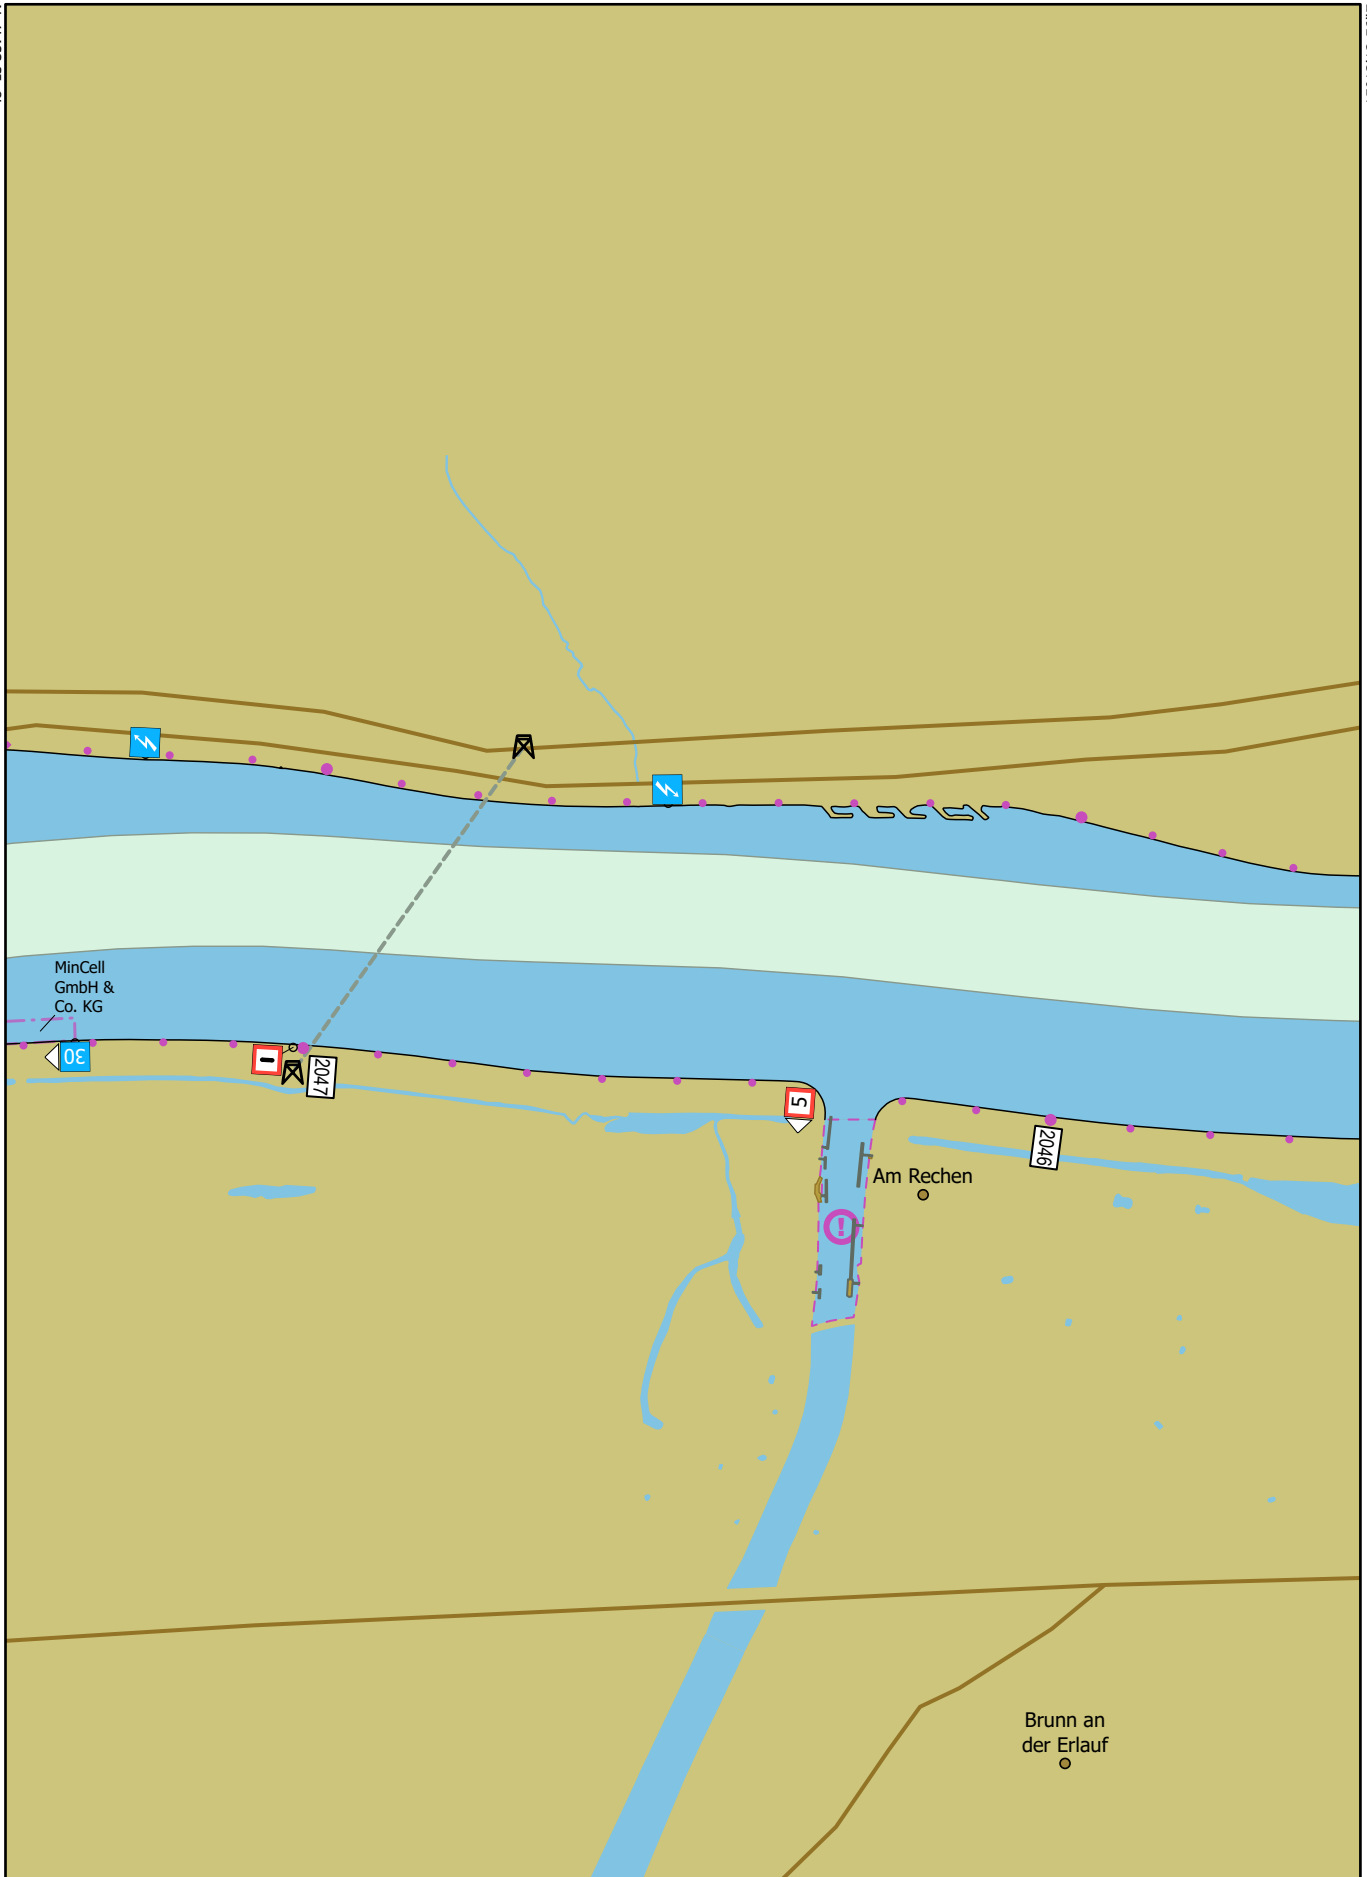 MinCell
GmbH &
Co. KG
30
2047
5
2046
Am Rechen
!
Brunn an
der Erlauf